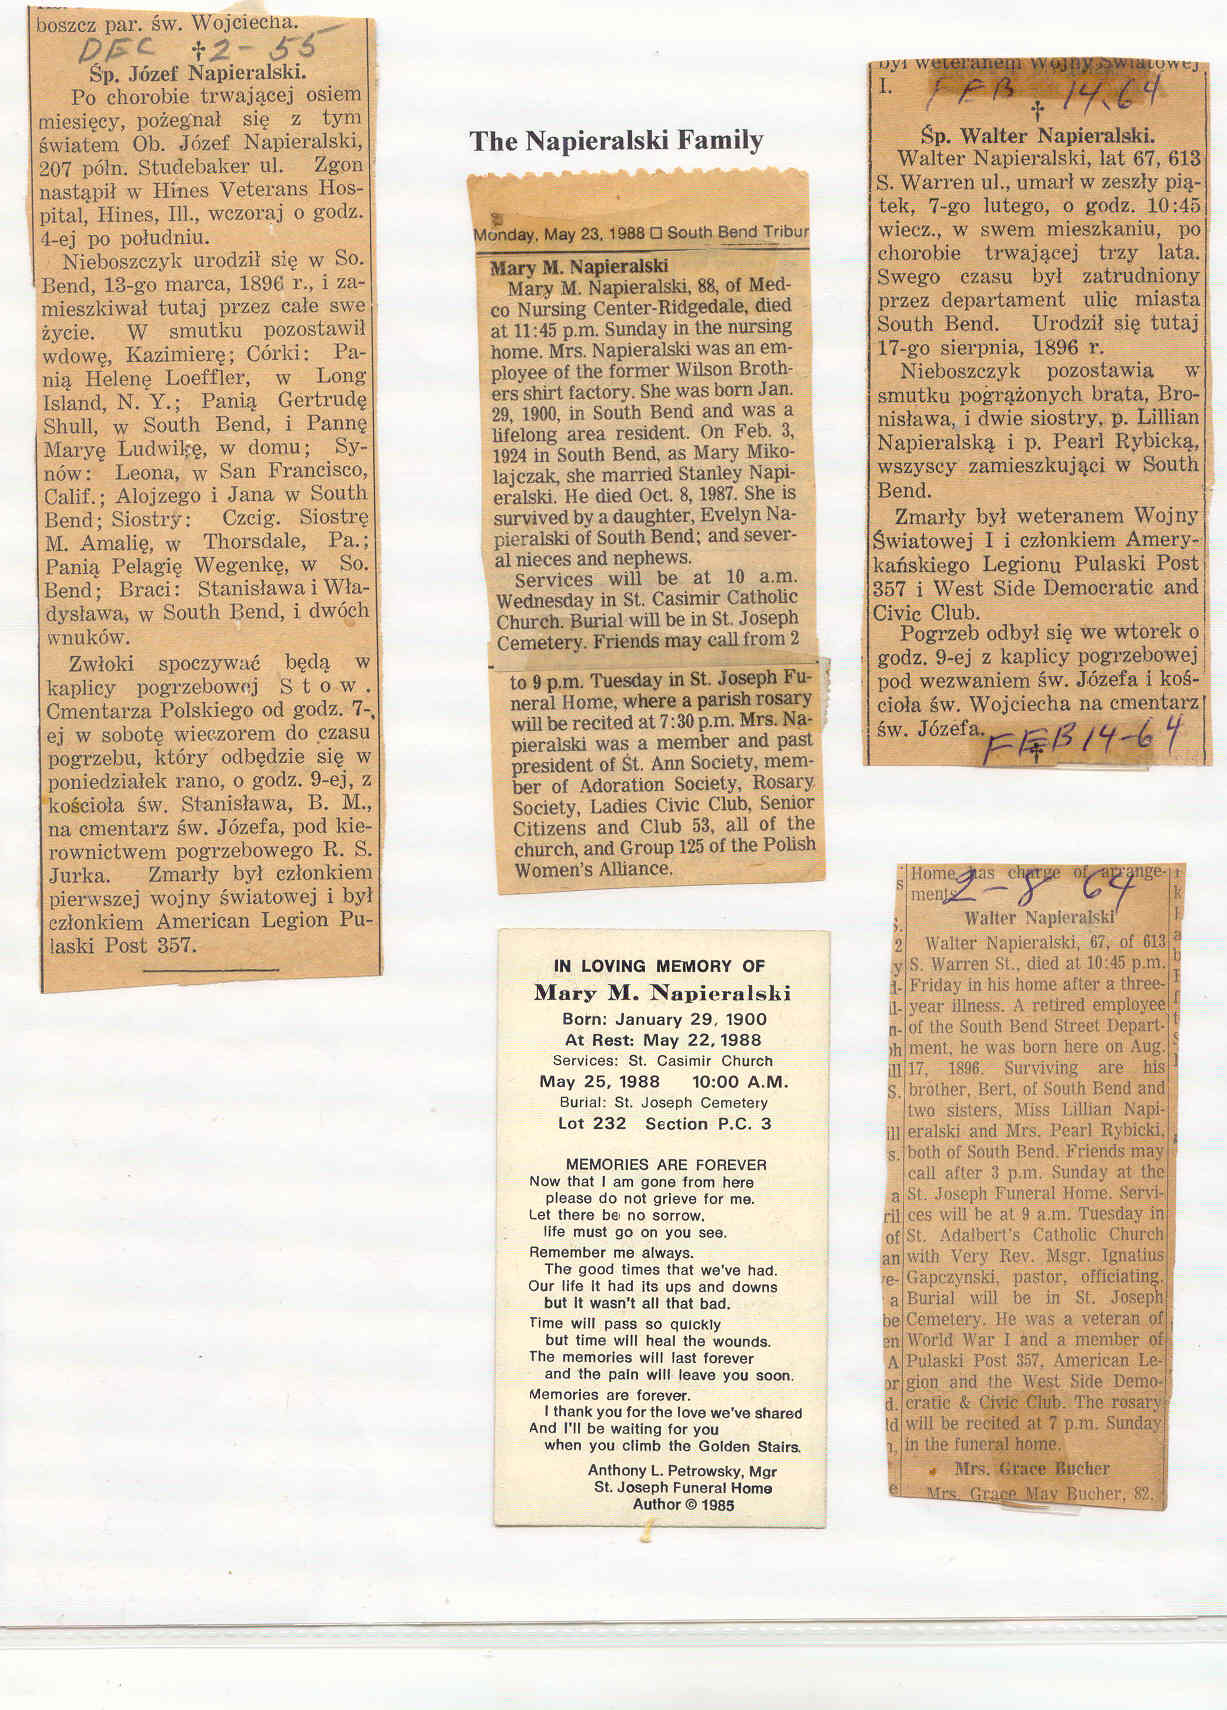 boszcz par. św. Wojciecha.
DEC 2-55
†
Śp. Józef Napieralski.
Po chorobie trwającej osiem
miesięcy, pożegnał się z tym
światem Ob. Józef Napieralski,
207 półn. Studebaker ul. Zgon
nastąpił w Hines Veterans Hos-
pital, Hines, Ill., wczoraj o godz.
4-ej po południu.
Nieboszczyk urodził się w So.
Bend, 13-go marca, 1896 r., i za-
mieszkiwał tutaj przez całe swe
życie. W smutku pozostawił
wdowę, Kazimierę; Córki: Pa-
nią Helenę Loeffler, w Long
Island, N. Y.; Panią Gertrudę
Shull, w South Bend, i Pannę
Maryę Ludwikę, w domu; Sy-
nów: Leona, w San Francisco,
Calif.; Alojzego i Jana w South
Bend; Siostry: Czcig. Siostrę
M. Amalię, w Thorsdale, Pa.;
Panią Pelagię Wegenkę, w So.
Bend; Braci: Stanisława i Wła-
dysława, w South Bend, i dwóch
wnuków.
Zwłoki spoczywać będą w
kaplicy pogrzebowej Stow.
Cmentarza Polskiego od godz. 7-
ej w sobotę wieczorem do czasu
pogrzebu, który odbędzie się w
poniedziałek rano, o godz. 9-ej, z
kościoła św. Stanisława, B. M.,
na cmentarz św. Józefa, pod kie-
rownictwem pogrzebowego R. S.
Jurka. Zmarły był członkiem
pierwszej wojny światowej i był
członkiem American Legion Pu-
laski Post 357.
The Napieralski Family
Monday, May 23, 1988 □ South Bend Tribur
Mary M. Napieralski
Mary M. Napieralski, 88, of Med-
co Nursing Center-Ridgedale, died
at 11:45 p.m. Sunday in the nursing
home. Mrs. Napieralski was an em-
ployee of the former Wilson Broth-
ers shirt factory. She was born Jan.
29, 1900, in South Bend and was a
lifelong area resident. On Feb. 3,
1924 in South Bend, as Mary Miko-
lajczak, she married Stanley Napi-
eralski. He died Oct. 8, 1987. She is
survived by a daughter, Evelyn Na-
pieralski of South Bend; and sever-
al nieces and nephews.
Services will be at 10 a.m.
Wednesday in St. Casimir Catholic
Church. Burial will be in St. Joseph
Cemetery. Friends may call from 2
to 9 p.m. Tuesday in St. Joseph Fu-
neral Home, where a parish rosary
will be recited at 7:30 p.m. Mrs. Na-
pieralski was a member and past
president of St. Ann Society, mem-
ber of Adoration Society, Rosary
Society, Ladies Civic Club, Senior
Citizens and Club 53, all of the
church, and Group 125 of the Polish
Women's Alliance.
IN LOVING MEMORY OF
Mary M. Napieralski
Born: January 29, 1900
At Rest: May 22, 1988
Services: St. Casimir Church
May 25, 1988 10:00 A.M.
Burial: St. Joseph Cemetery
Lot 232 Section P.C. 3
MEMORIES ARE FOREVER
Now that I am gone from here
please do not grieve for me.
Let there be no sorrow,
life must go on you see.
Remember me always.
The good times that we've had.
Our life it had its ups and downs
but it wasn't all that bad.
Time will pass so quickly
but time will heal the wounds.
The memories will last forever
and the pain will leave you soon.
Memories are forever.
I thank you for the love we've shared
And I'll be waiting for you
when you climb the Golden Stairs.
Anthony L. Petrowsky, Mgr
St. Joseph Funeral Home
Author © 1985
był weteranem Wojny Światowej
I.
FEB 14, 64
†
Śp. Walter Napieralski.
Walter Napieralski, lat 67, 613
S. Warren ul., umarł w zeszły pią-
tek, 7-go lutego, o godz. 10:45
wiecz., w swem mieszkaniu, po
chorobie trwającej trzy lata.
Swego czasu był zatrudniony
przez departament ulic miasta
South Bend. Urodził się tutaj
17-go sierpnia, 1896 r.
Nieboszczyk pozostawia w
smutku pogrążonych brata, Bro-
nisława, i dwie siostry, p. Lillian
Napieralską i p. Pearl Rybicką,
wszyscy zamieszkujący w South
Bend.
Zmarły był weteranem Wojny
Światowej I i członkiem Amery-
kańskiego Legionu Pulaski Post
357 i West Side Democratic and
Civic Club.
Pogrzeb odbył się we wtorek o
godz. 9-ej z kaplicy pogrzebowej
pod wezwaniem św. Józefa i koś-
cioła św. Wojciecha na cmentarz
św. Józefa.
FEB 14-64
†
Home has charge of arrange-
ments.
2-8 64
Walter Napieralski
Walter Napieralski, 67, of 613
S. Warren St., died at 10:45 p.m.
Friday in his home after a three-
year illness. A retired employee
of the South Bend Street Depart-
ment, he was born here on Aug.
17, 1896. Surviving are his
brother, Bert, of South Bend and
two sisters, Miss Lillian Napi-
eralski and Mrs. Pearl Rybicki,
both of South Bend. Friends may
call after 3 p.m. Sunday at the
St. Joseph Funeral Home. Servi-
ces will be at 9 a.m. Tuesday in
St. Adalbert's Catholic Church
with Very Rev. Msgr. Ignatius
Gapczynski, pastor, officiating.
Burial will be in St. Joseph
Cemetery. He was a veteran of
World War I and a member of
Pulaski Post 357, American Le-
gion and the West Side Demo-
cratic & Civic Club. The rosary
will be recited at 7 p.m. Sunday
in the funeral home.
Mrs. Grace Bucher
Mrs. Grace May Bucher, 82,